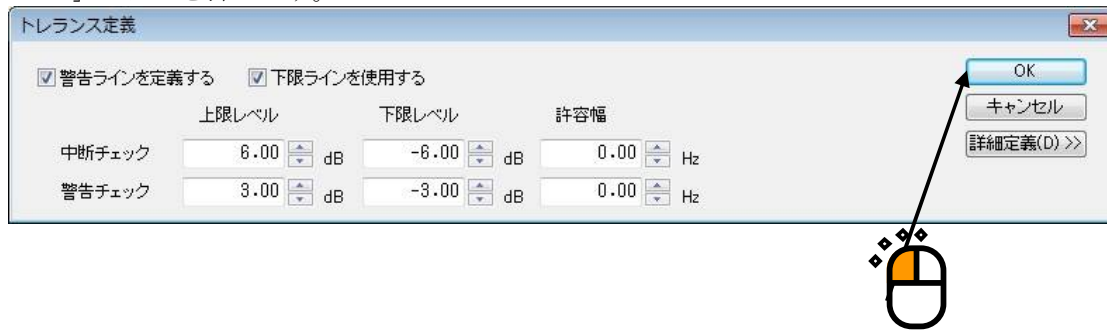 トレランス定義
警告ラインを定義する 下限ラインを使用する
OK
上限レベル 下限レベル 許容幅
キャンセル
中断チェック 6.00 dB -6.00 dB 0.00 Hz
詳細定義(D) >>
警告チェック 3.00 dB -3.00 dB 0.00 Hz